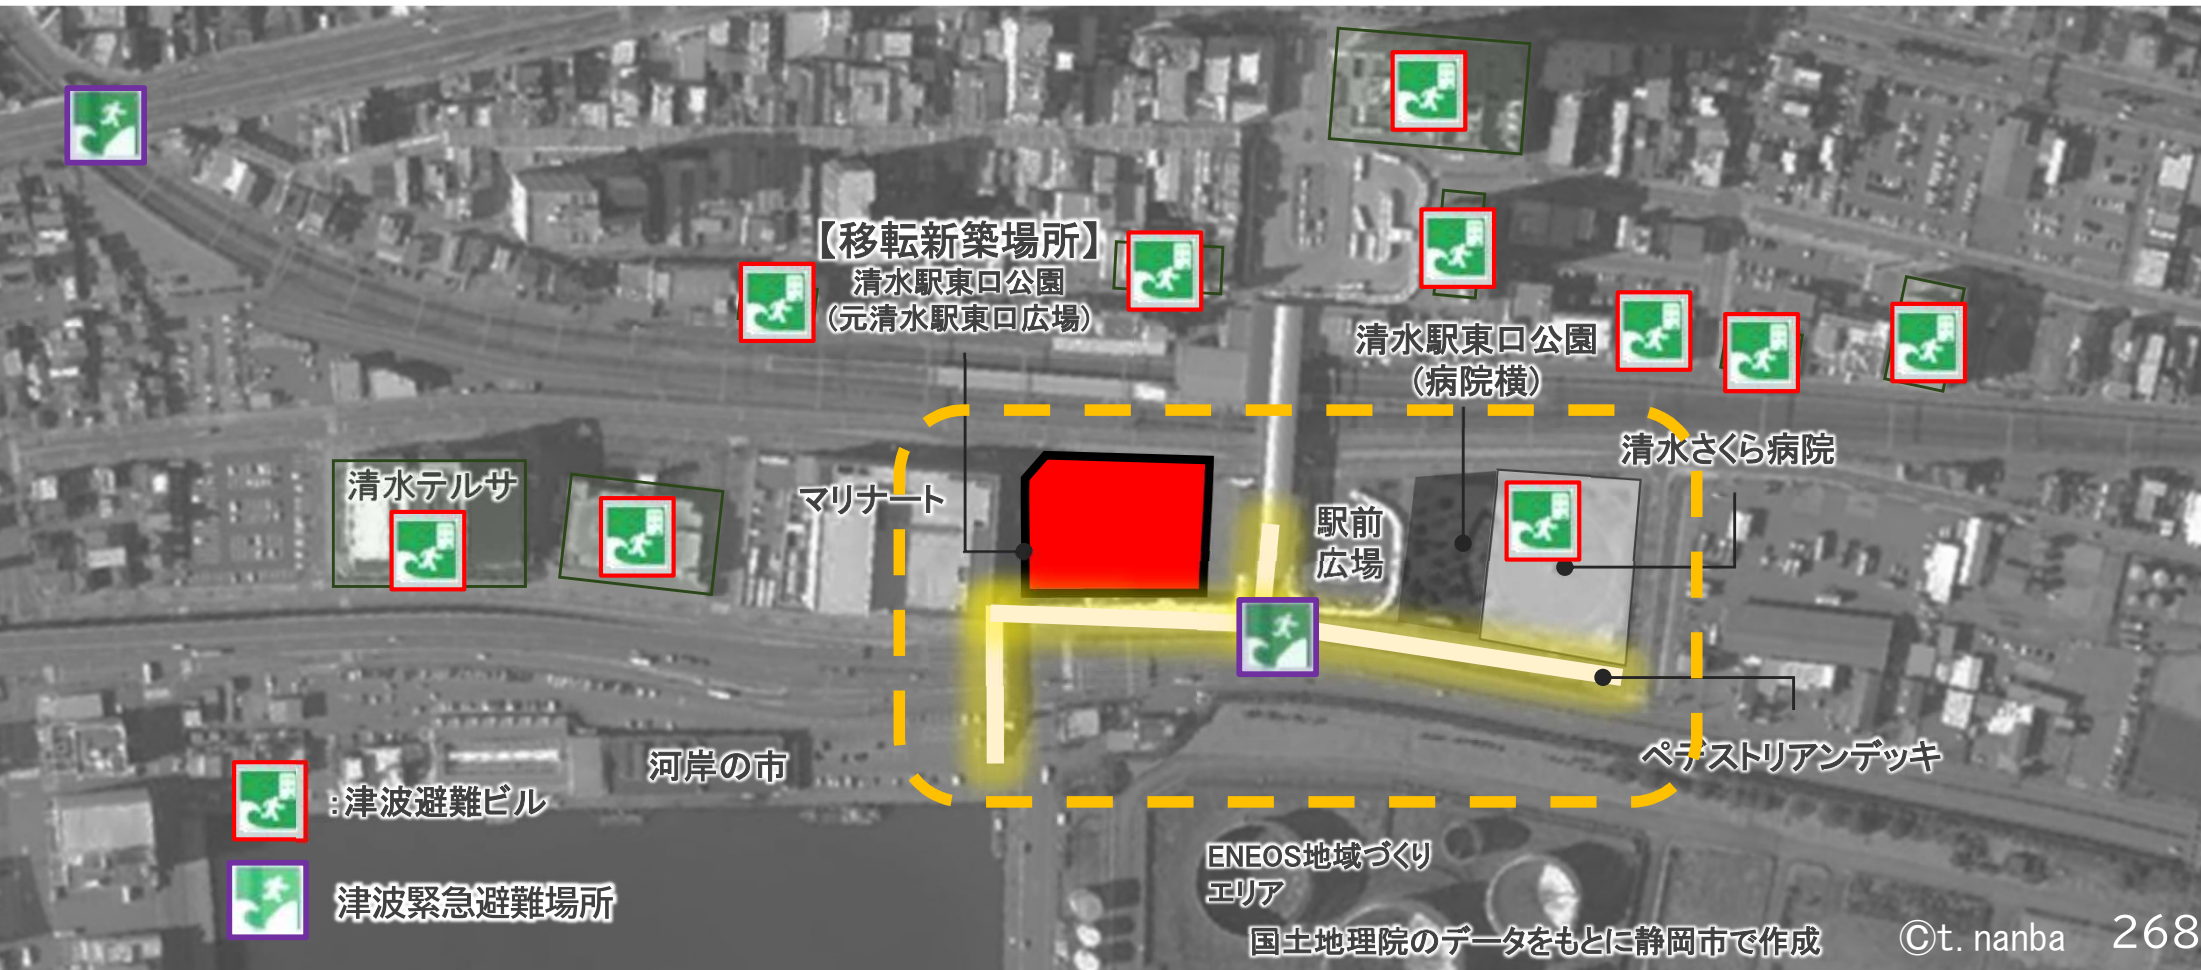 【移転新築場所】
清水駅東口公園
(元清水駅東口広場)
清水駅東口公園
(病院横)
清水さくら病院
清水テルサ
マリナート
駅前
広場
ペデストリアンデッキ
河岸の市
:津波避難ビル
津波緊急避難場所
ENEOS地域づくり
エリア
国土地理院のデータをもとに静岡市で作成
©t.nanba
268